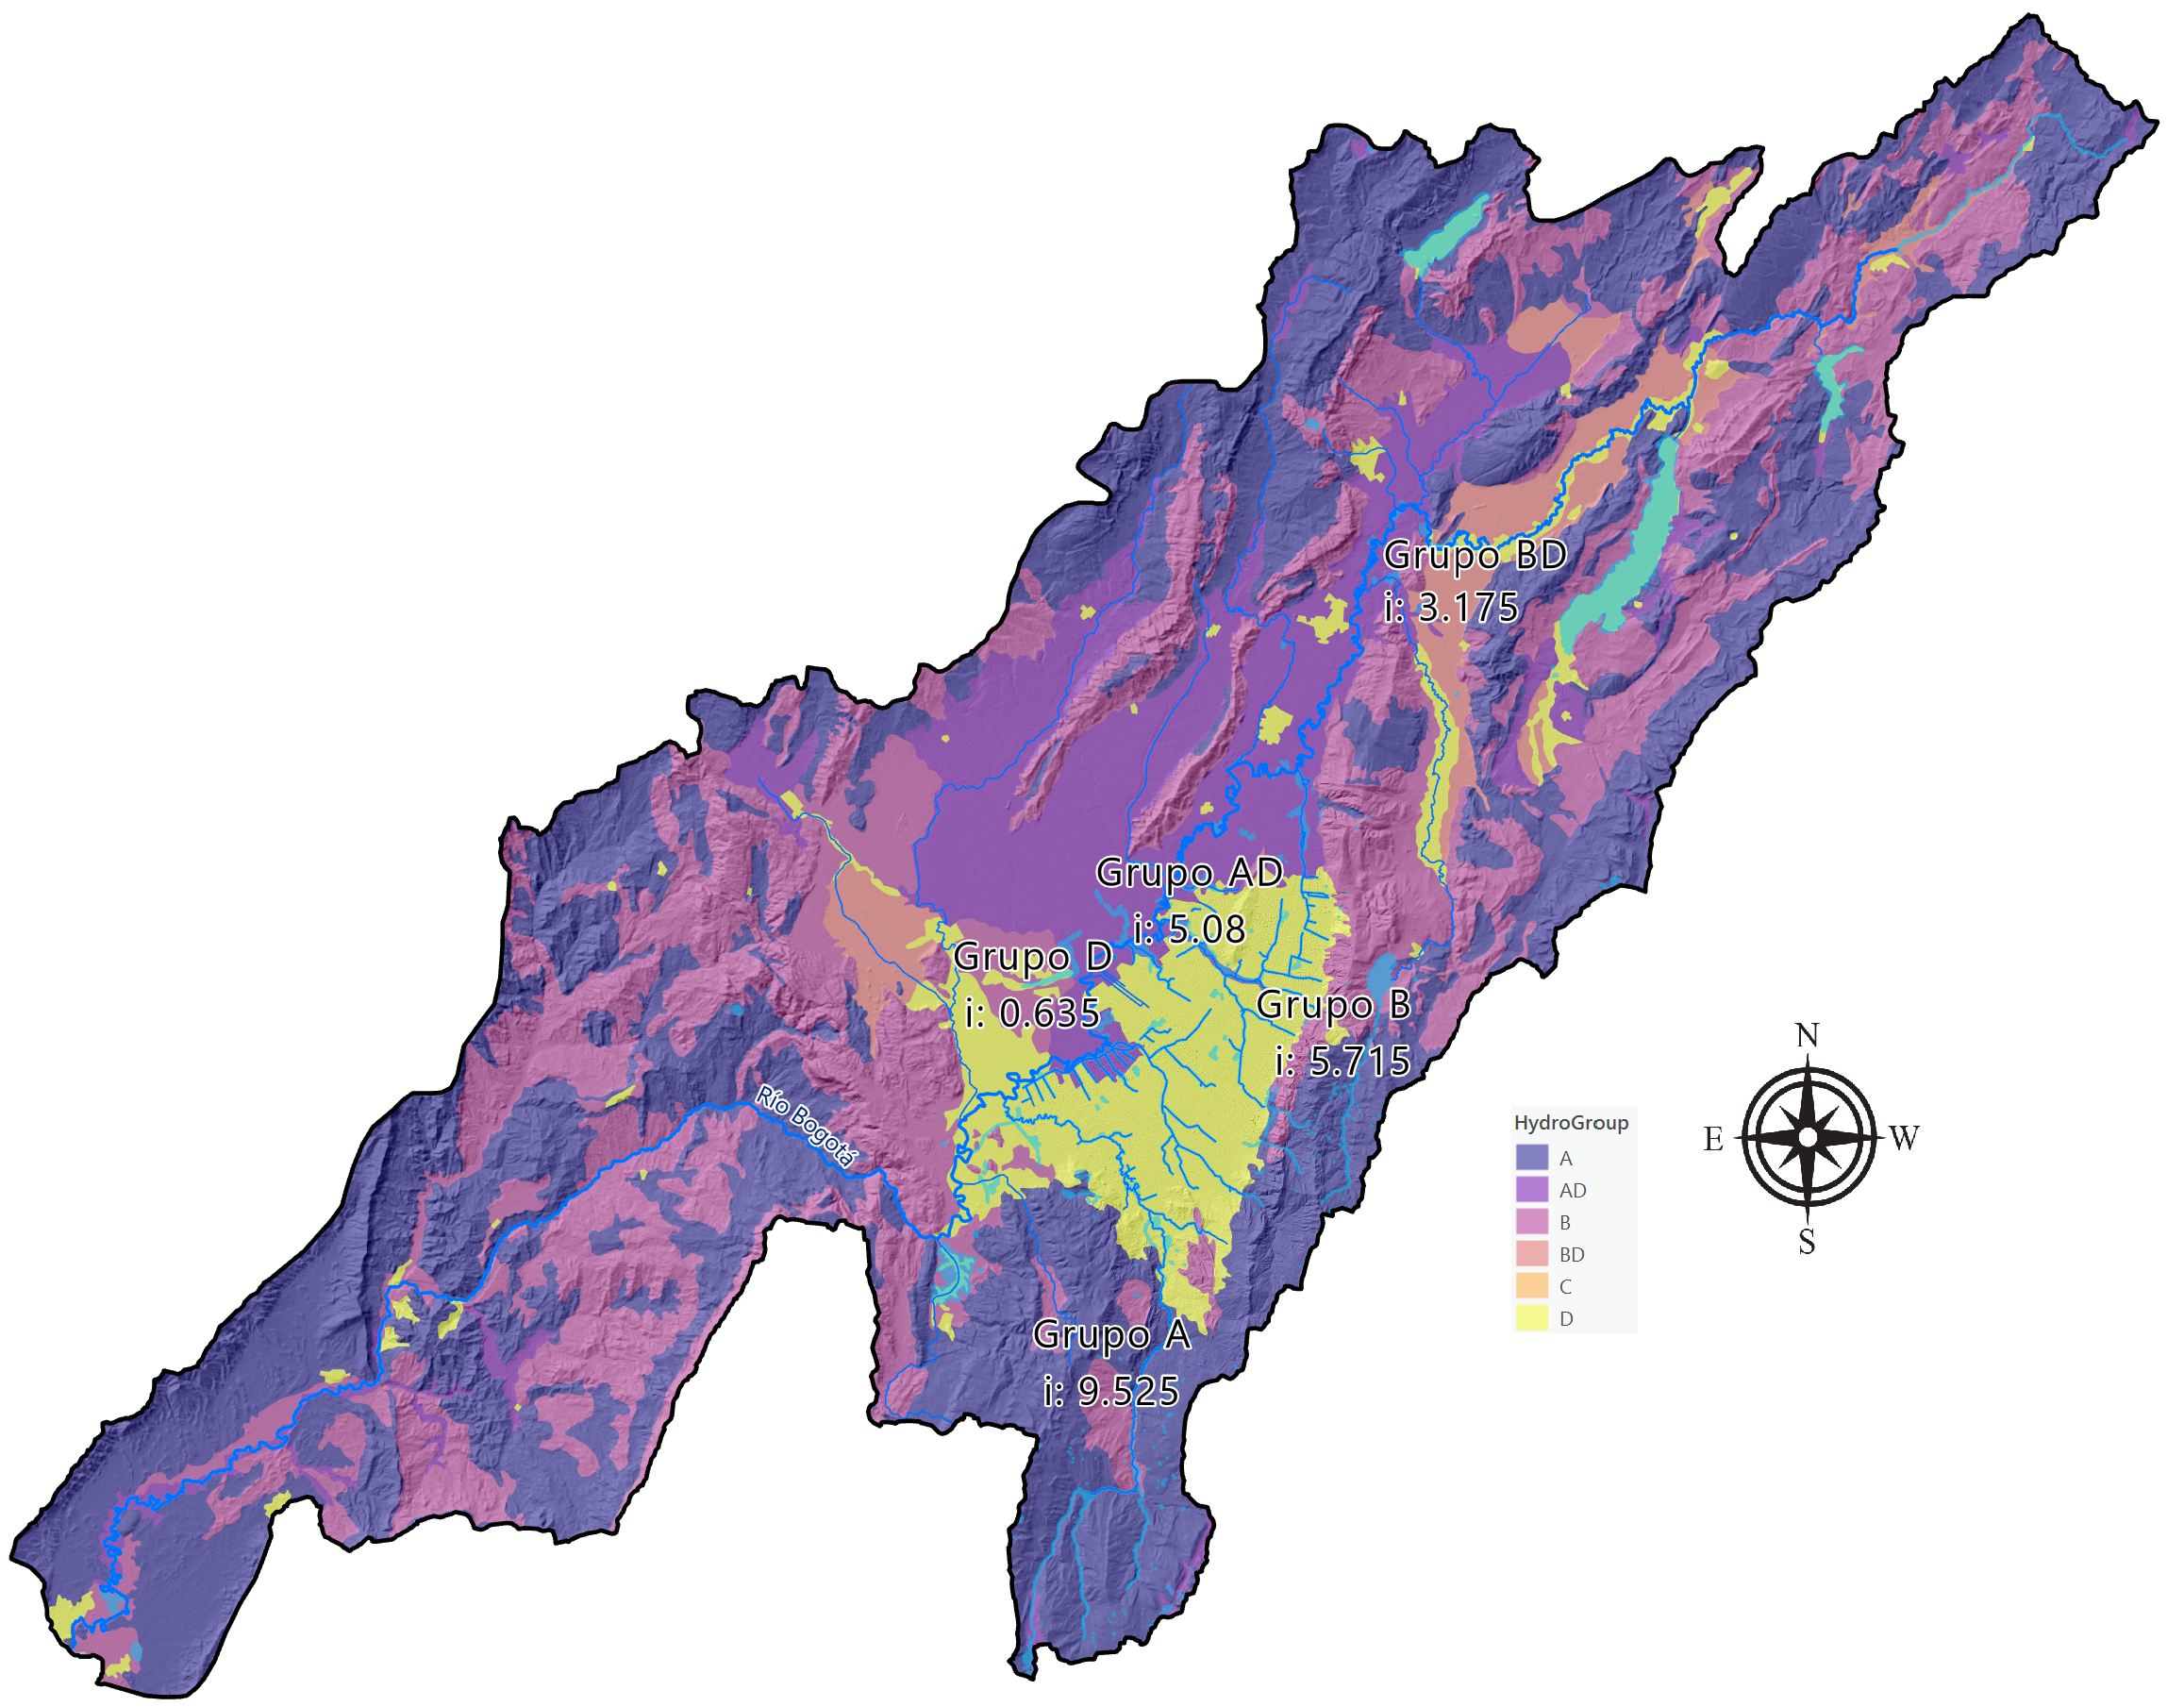 Grupo BD
i: 3.175
Grupo AD
i: 5.08
Grupo D
i: 0.635
Grupo B
i: 5.715
Río Bogotá
Grupo A
i: 9.525
HydroGroup
A
AD
B
BD
C
D
N
E
W
S